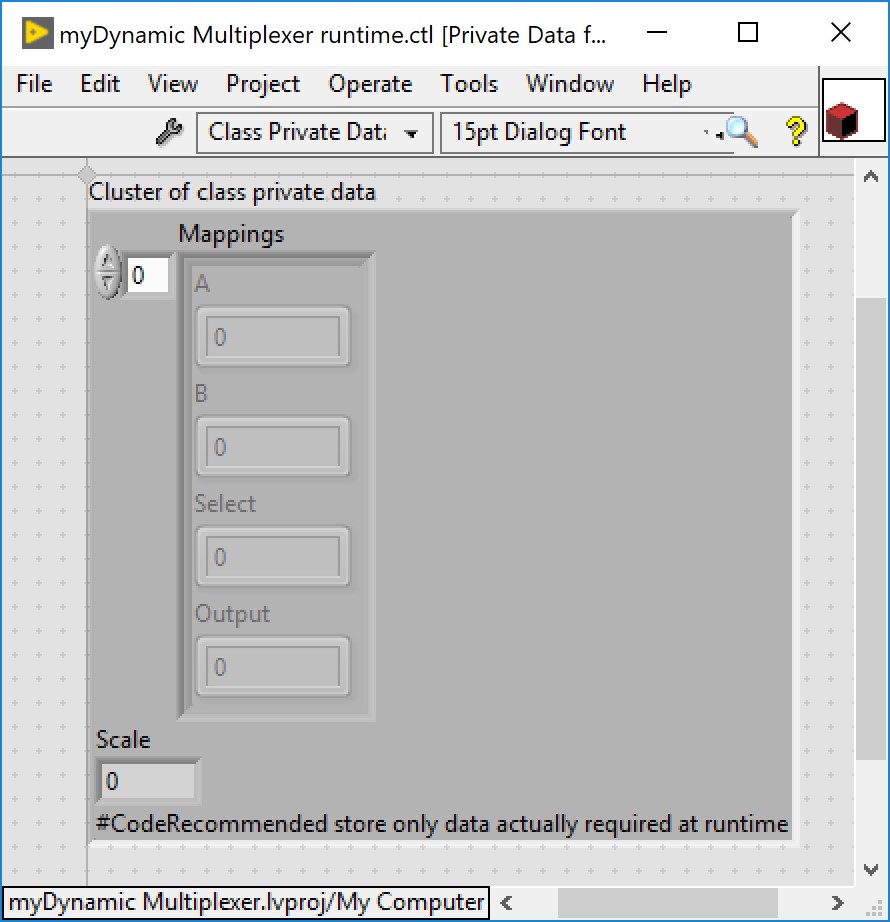 myDynamic Multiplexer runtime.ctl [Private Data f...
File Edit View Project Operate Tools Window Help
Class Private Data 15pt Dialog Font ?
Cluster of class private data
Mappings
0
A
0
B
0
Select
0
Output
0
Scale
0
#CodeRecommended store only data actually required at runtime
myDynamic Multiplexer.lvproj/My Computer